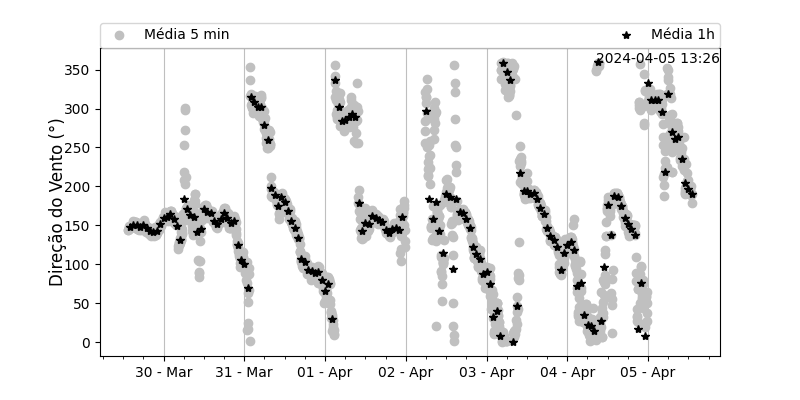 Média 5 min
Média 1h
2024-04-05 13:26
Direção do Vento (°)
350
300
250
200
150
100
50
0
30 - Mar
31 - Mar
01 - Apr
02 - Apr
03 - Apr
04 - Apr
05 - Apr